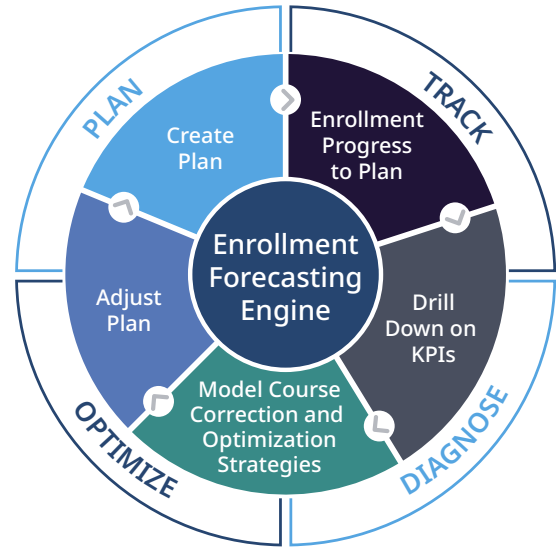 PLAN
TRACK
Create
Plan
Enrollment
Progress
to Plan
Enrollment
Forecasting
Engine
Adjust
Plan
Drill
Down on
KPIs
Model Course
Correction and
Optimization
Strategies
OPTIMIZE
DIAGNOSE